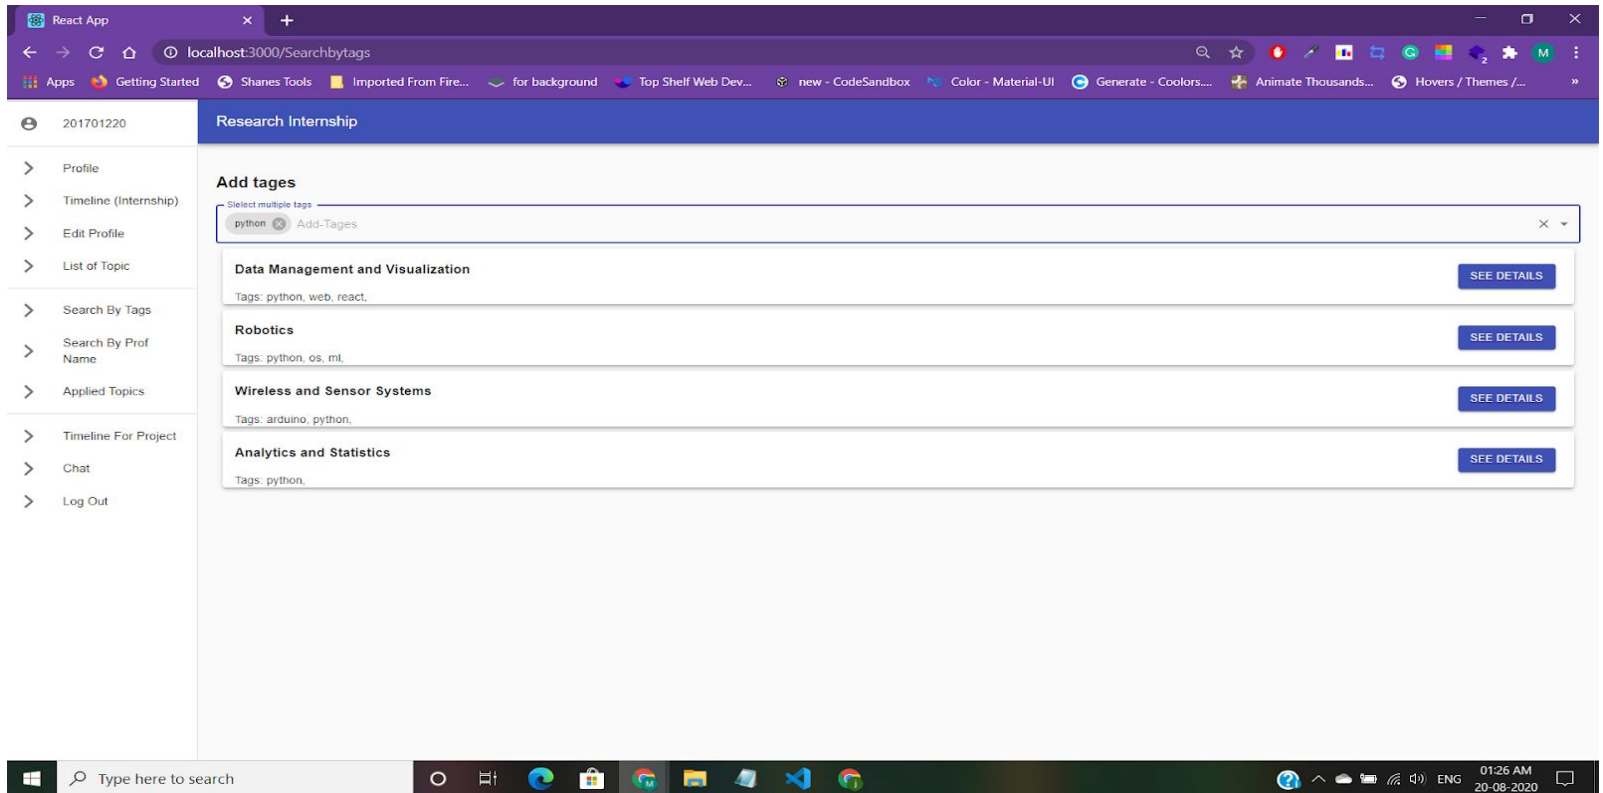 React App
localhost:3000/Searchbytags
M
Apps Getting Started Shanes Tools Imported From Fire... for background Top Shelf Web Dev... new - CodeSandbox Color - Material-UI Generate - Coolors.... Animate Thousands... Hovers / Themes /... »
201701220
Research Internship
Profile
Timeline (Internship)
Edit Profile
List of Topic
Search By Tags
Search By Prof
Name
Applied Topics
Timeline For Project
Chat
Log Out
Add tages
Slelect multiple tags
python Add-Tages
Data Management and Visualization
SEE DETAILS
Tags: python, web, react,
Robotics
SEE DETAILS
Tags: python, os, ml,
Wireless and Sensor Systems
SEE DETAILS
Tags: arduino, python,
Analytics and Statistics
SEE DETAILS
Tags: python,
Type here to search
ENG
01:26 AM
20-08-2020